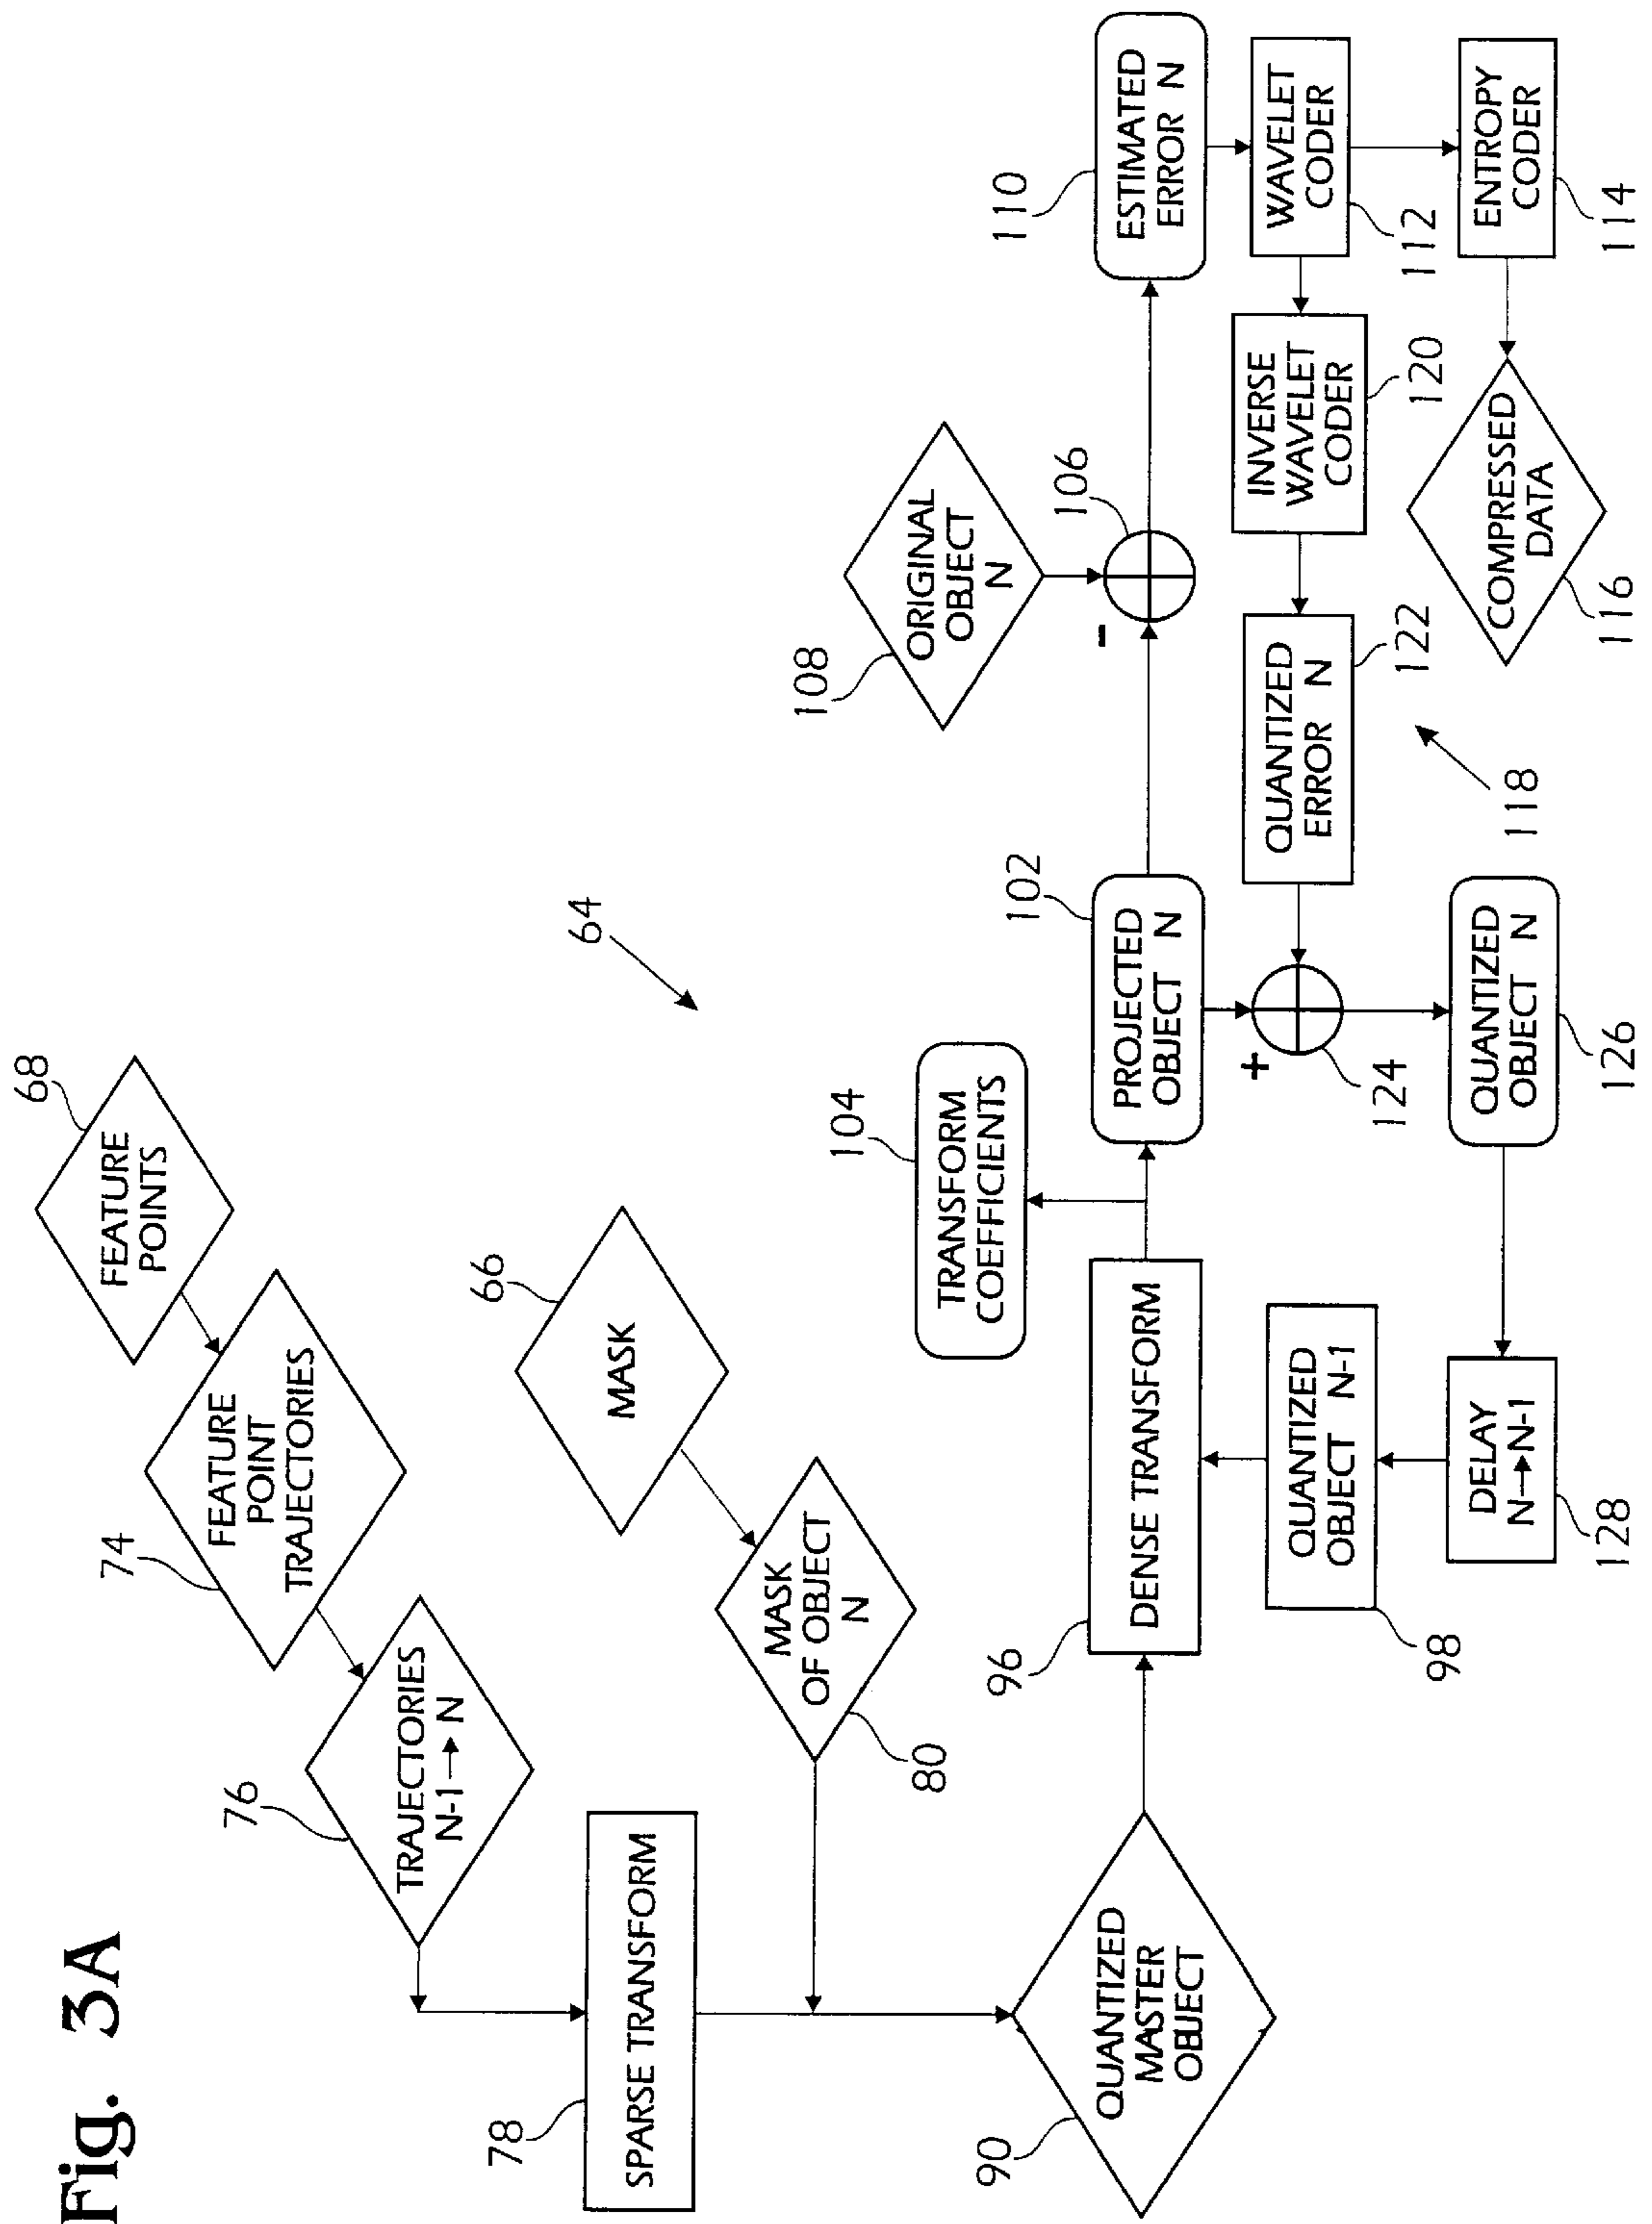 Fig. 3A
68
FEATURE
POINTS
74
FEATURE
POINT
TRAJECTORIES
76
TRAJECTORIES
N-1→N
78
SPARSE TRANSFORM
66
MASK
80
MASK
OF OBJECT
N
64
90
QUANTIZED
MASTER
OBJECT
96
DENSE TRANSFORM
98
QUANTIZED
OBJECT N-1
104
TRANSFORM
COEFFICIENTS
102
PROJECTED
OBJECT N
108
ORIGINAL
OBJECT
N
106
-
110
ESTIMATED
ERROR N
WAVELET
CODER
112
ENTROPY
CODER
114
INVERSE
WAVELET
CODER
120
COMPRESSED
DATA
116
QUANTIZED
ERROR N
122
118
+
124
QUANTIZED
OBJECT N
126
DELAY
N→N-1
128